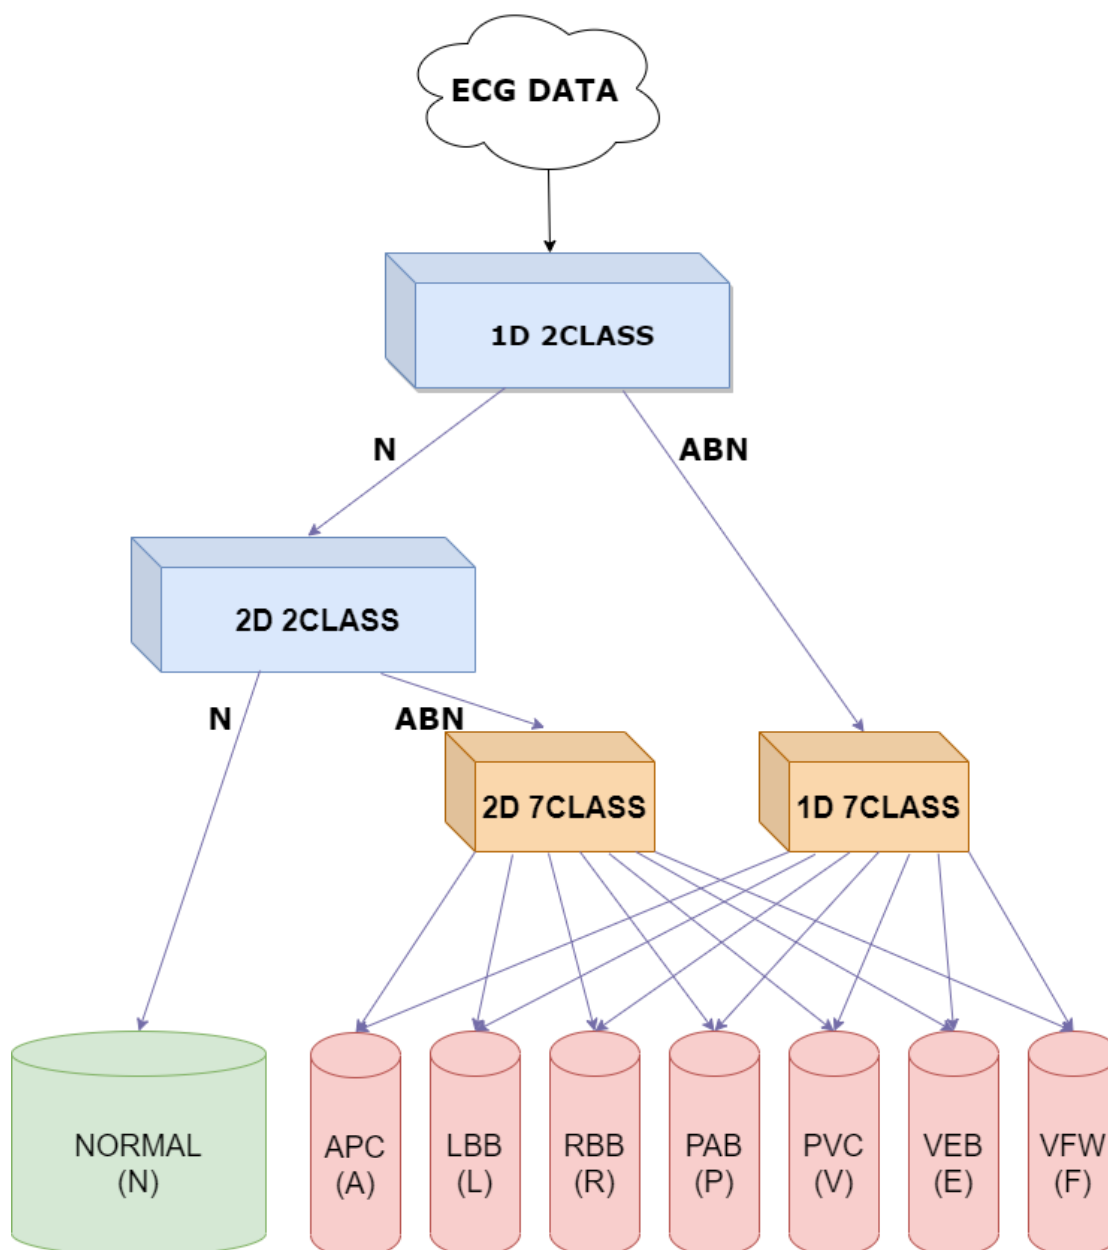 ECG DATA
1D 2CLASS
N
ABN
2D 2CLASS
N
ABN
2D 7CLASS
1D 7CLASS
NORMAL
(N)
APC
(A)
LBB
(L)
RBB
(R)
PAB
(P)
PVC
(V)
VEB
(E)
VFW
(F)